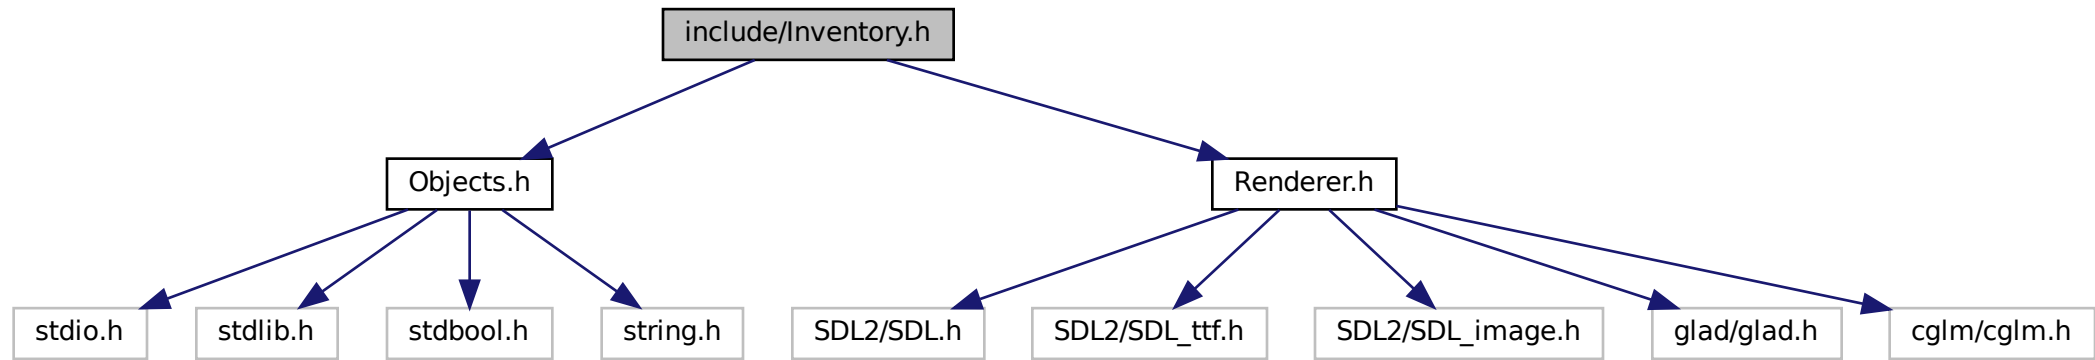 include/Inventory.h
Objects.h
Renderer.h
stdio.h
stdlib.h
stdbool.h
string.h
SDL2/SDL.h
SDL2/SDL_ttf.h
SDL2/SDL_image.h
glad/glad.h
cglm/cglm.h